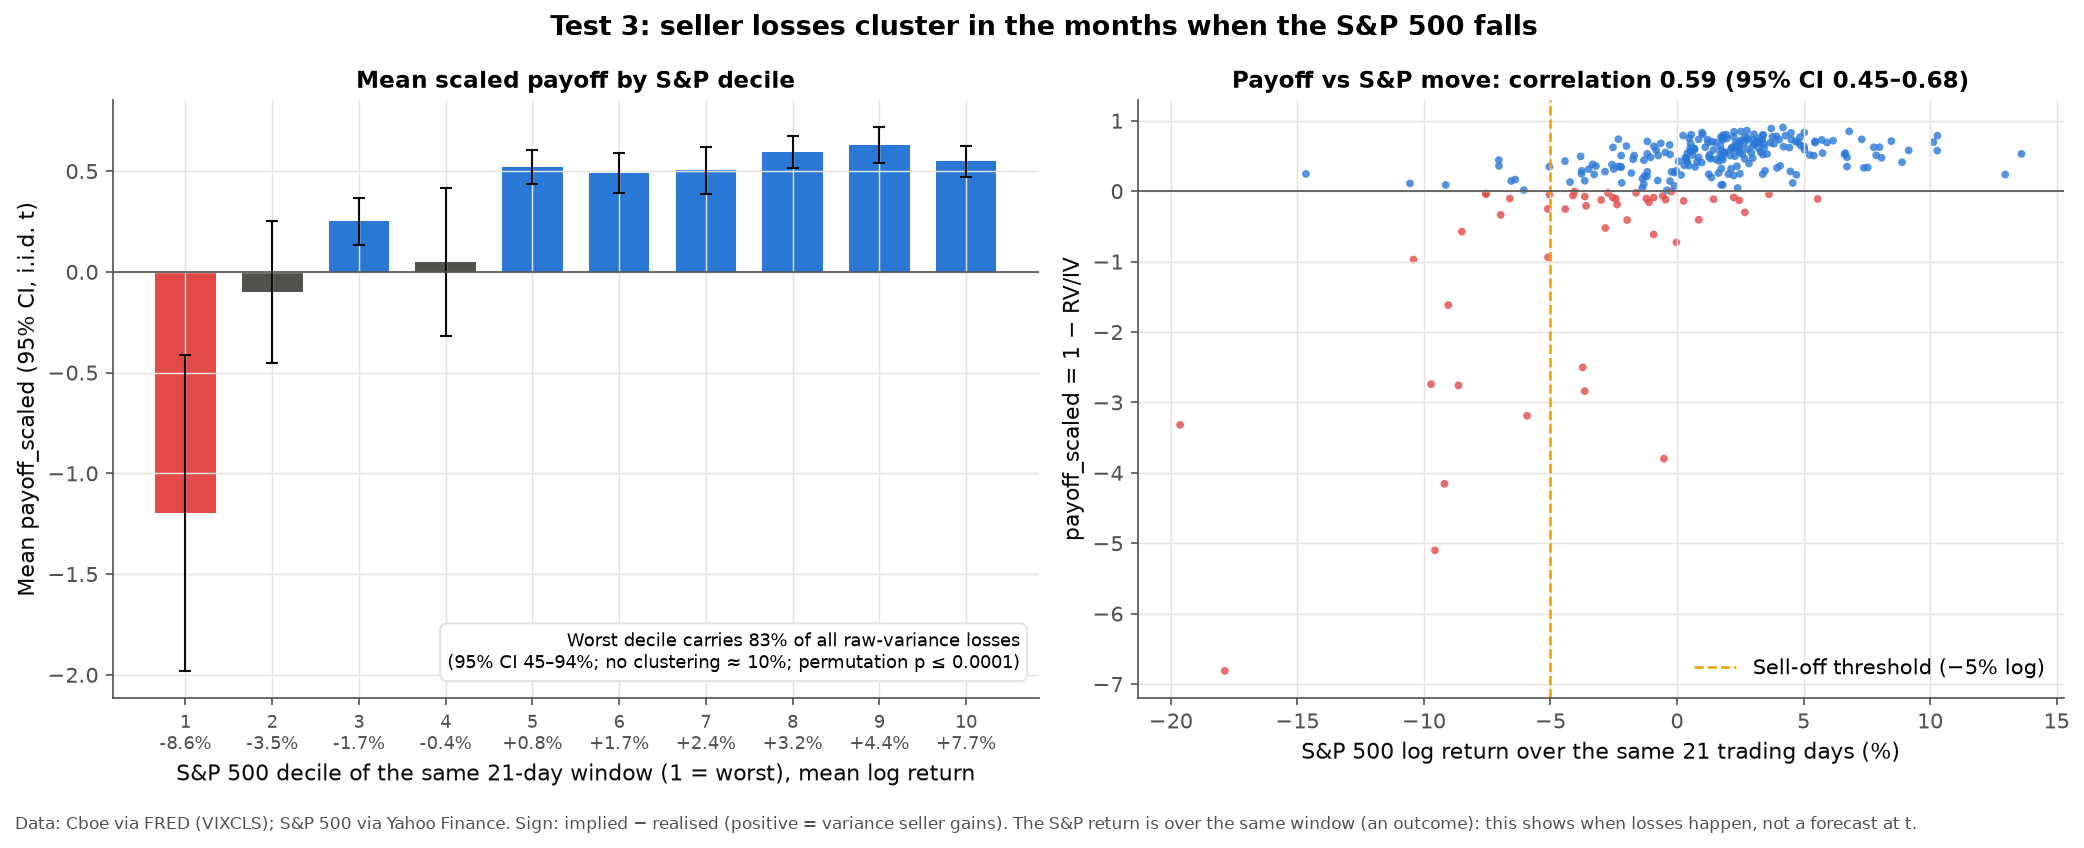 Test 3: seller losses cluster in the months when the S&P 500 falls
Mean scaled payoff by S&P decile
Mean payoff_scaled (95% CI, i.i.d. t)
0.5
0.0
−0.5
−1.0
−1.5
−2.0
Worst decile carries 83% of all raw-variance losses
(95% CI 45–94%; no clustering ≈ 10%; permutation p ≤ 0.0001)
1 2 3 4 5 6 7 8 9 10
-8.6% -3.5% -1.7% -0.4% +0.8% +1.7% +2.4% +3.2% +4.4% +7.7%
S&P 500 decile of the same 21-day window (1 = worst), mean log return
Payoff vs S&P move: correlation 0.59 (95% CI 0.45–0.68)
payoff_scaled = 1 − RV/IV
1
0
−1
−2
−3
−4
−5
−6
−7
Sell-off threshold (−5% log)
−20 −15 −10 −5 0 5 10 15
S&P 500 log return over the same 21 trading days (%)
Data: Cboe via FRED (VIXCLS); S&P 500 via Yahoo Finance. Sign: implied − realised (positive = variance seller gains). The S&P return is over the same window (an outcome): this shows when losses happen, not a forecast at t.